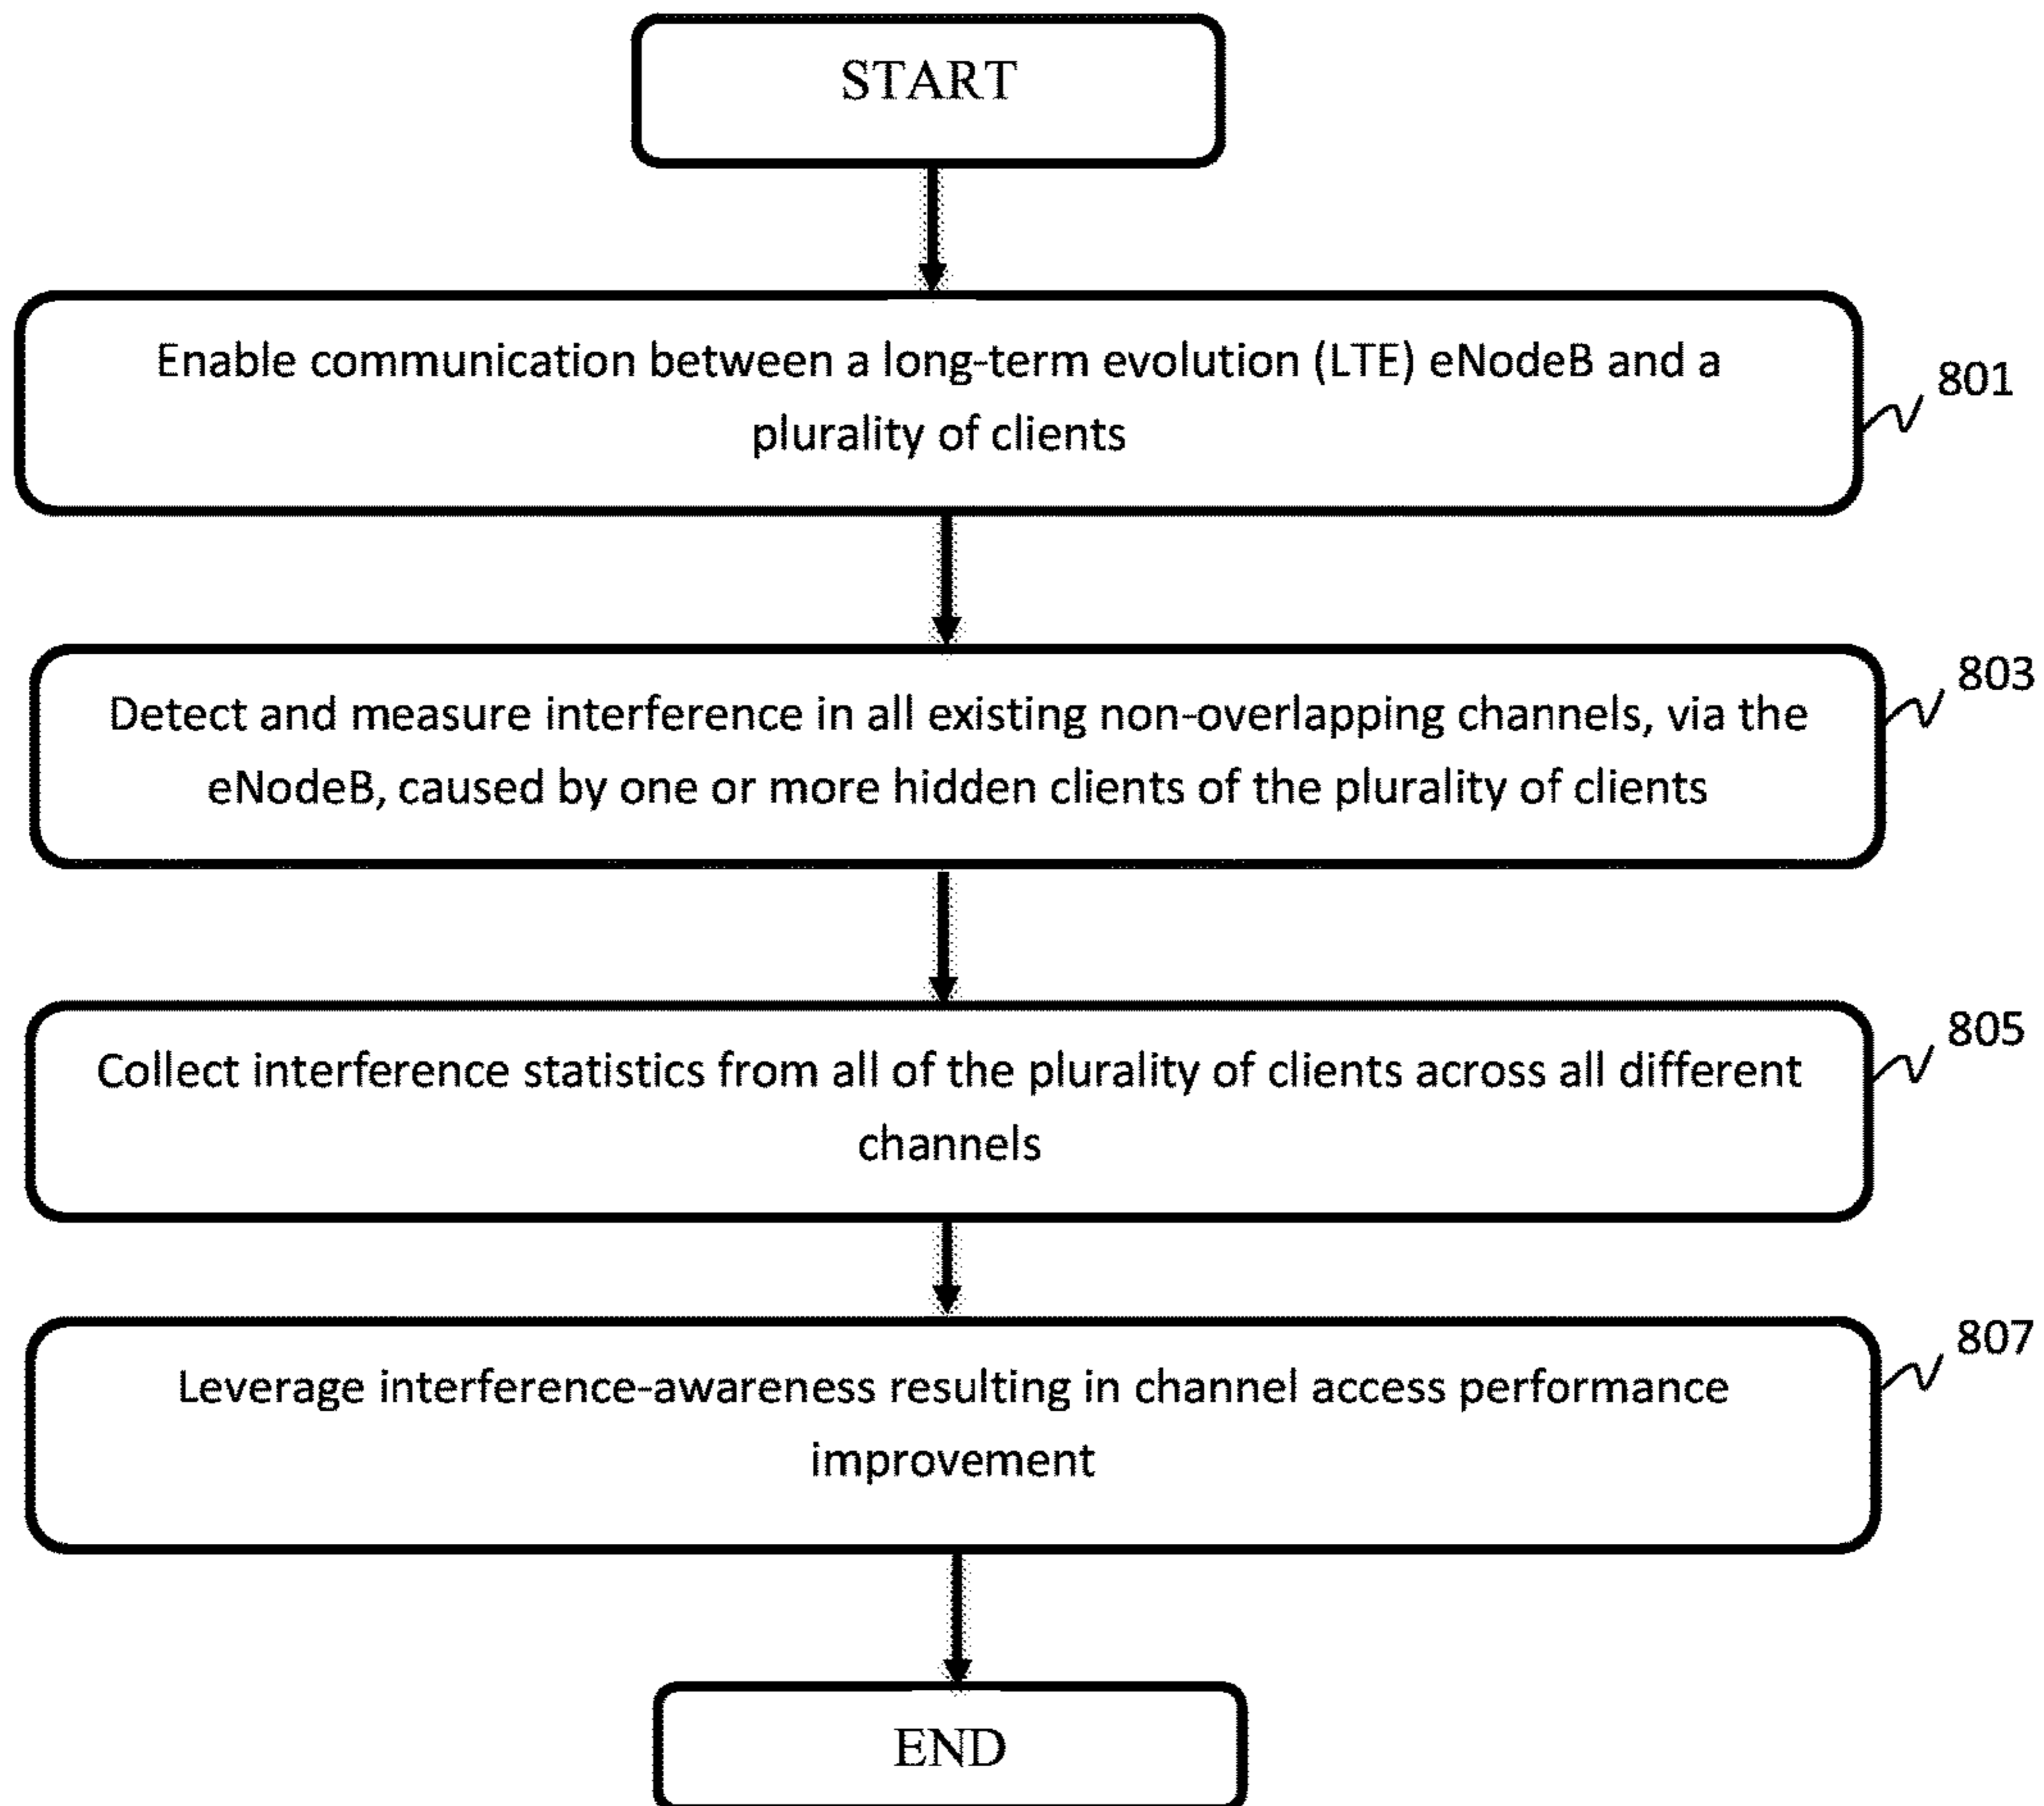 START
Enable communication between a long-term evolution (LTE) eNodeB and a
plurality of clients
801
Detect and measure interference in all existing non-overlapping channels, via the
eNodeB, caused by one or more hidden clients of the plurality of clients
803
Collect interference statistics from all of the plurality of clients across all different
channels
805
Leverage interference-awareness resulting in channel access performance
improvement
807
END